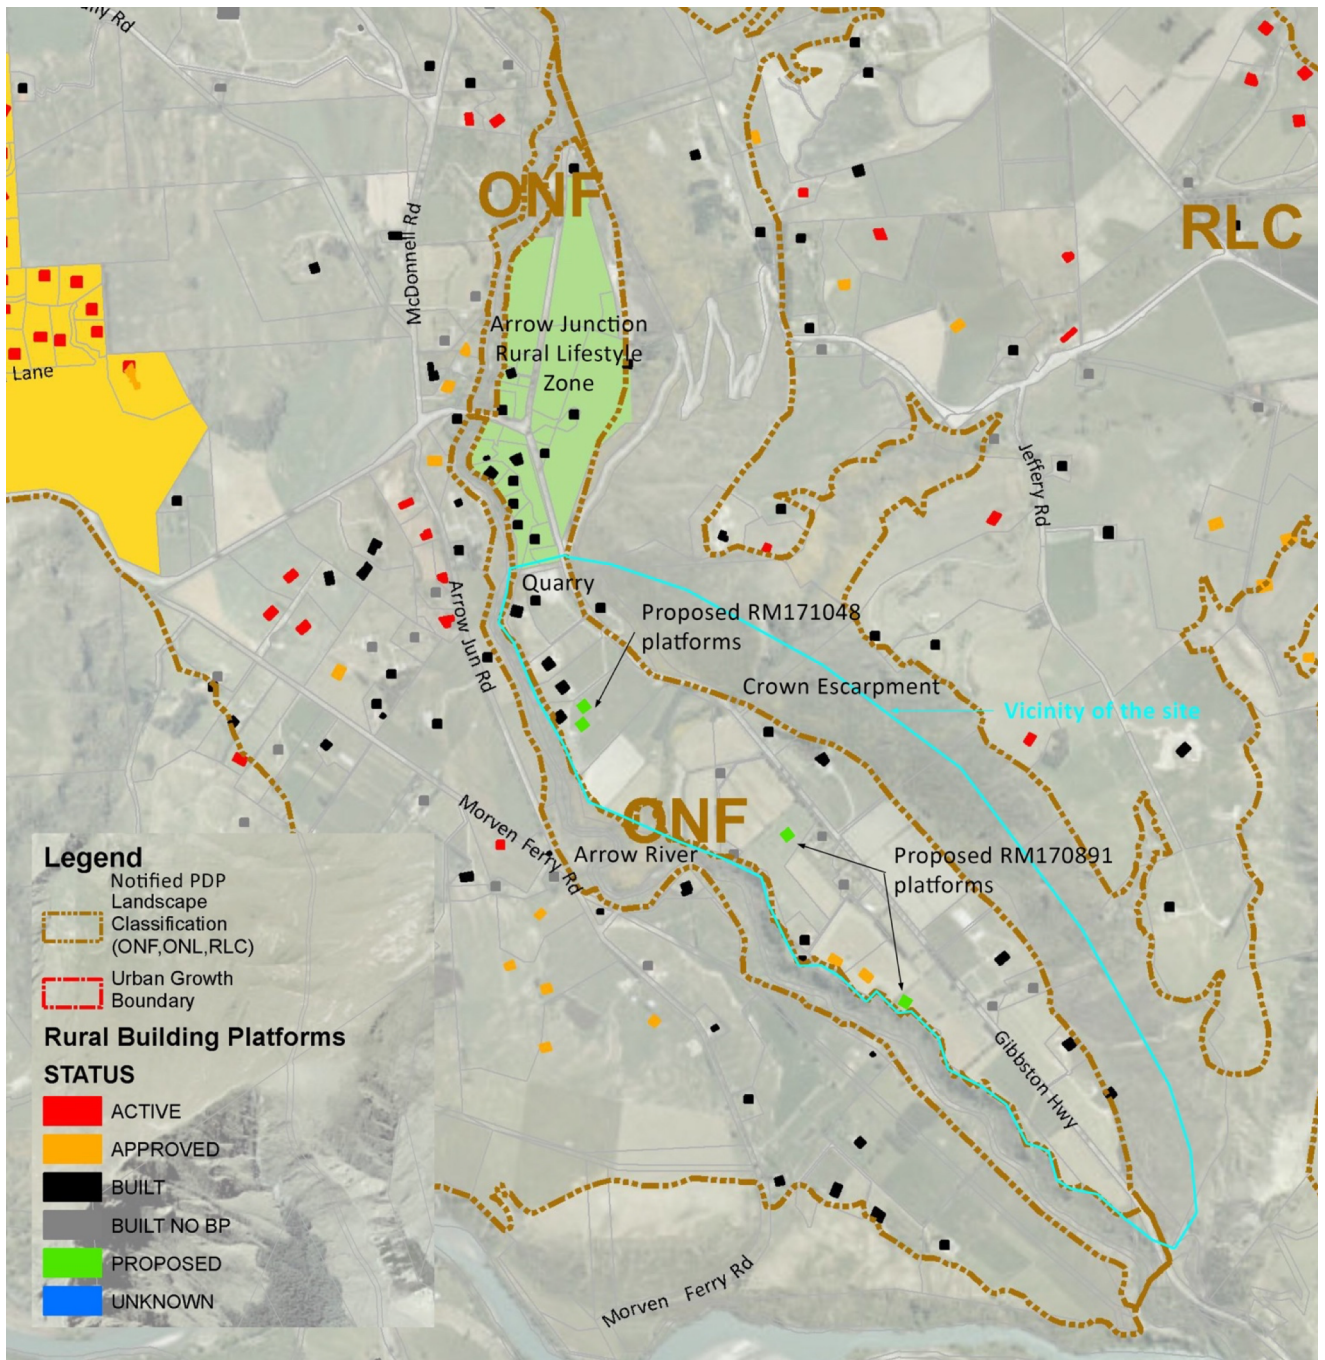 ONF
RLC
McDonnell Rd
Arrow Junction
Rural Lifestyle
Zone
Lane
Jeffery Rd
Quarry
Proposed RM171048
platforms
Arrow Jun Rd
Crown Escarpment
Vicinity of the site
ONF
Morven Ferry Rd
Arrow River
Proposed RM170891
platforms
Gibbston Hwy
Morven Ferry Rd
Legend
Notified PDP
Landscape
Classification
(ONF,ONL,RLC)
Urban Growth
Boundary
Rural Building Platforms
STATUS
ACTIVE
APPROVED
BUILT
BUILT NO BP
PROPOSED
UNKNOWN